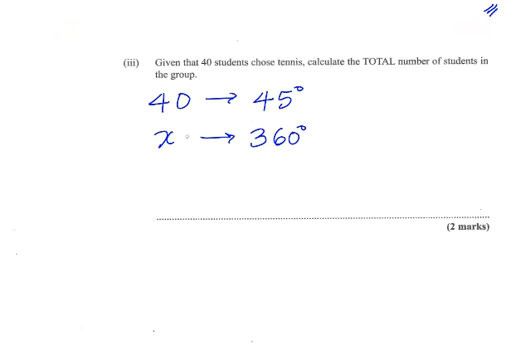 (iii) Given that 40 students chose tennis, calculate the TOTAL number of students in
the group.
40 → 45°
x → 360°
(2 marks)